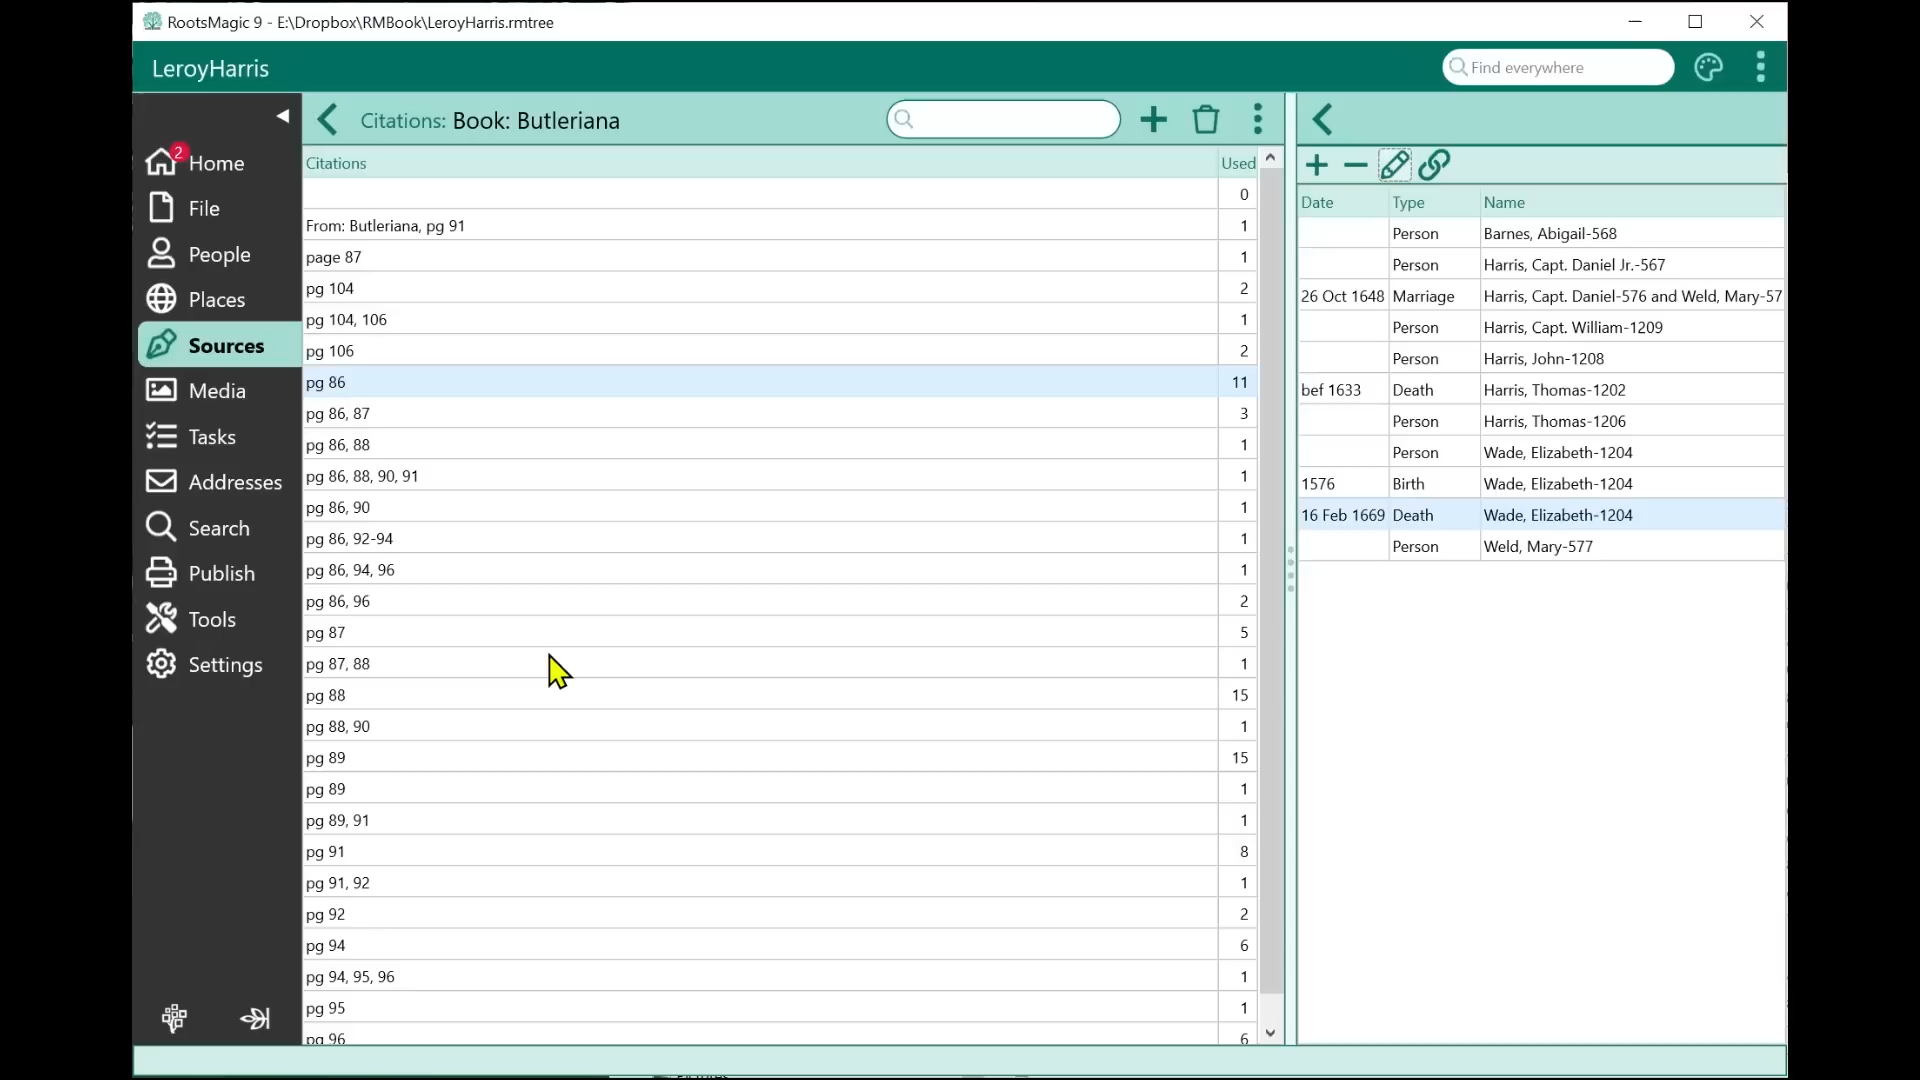 RootsMagic 9 - E:\Dropbox\RMBook\LeroyHarris.rmtree
LeroyHarris
Find everywhere
2
Home
File
People
Places
Sources
Media
Tasks
Addresses
Search
Publish
Tools
Settings
Citations: Book: Butleriana
Citations Used
0
From: Butleriana, pg 91 1
page 87 1
pg 104 2
pg 104, 106 1
pg 106 2
pg 86 11
pg 86, 87 3
pg 86, 88 1
pg 86, 88, 90, 91 1
pg 86, 90 1
pg 86, 92-94 1
pg 86, 94, 96 1
pg 86, 96 2
pg 87 5
pg 87, 88 1
pg 88 15
pg 88, 90 1
pg 89 15
pg 89 1
pg 89, 91 1
pg 91 8
pg 91, 92 1
pg 92 2
pg 94 6
pg 94, 95, 96 1
pg 95 1
pg 96 6
Date Type Name
Person Barnes, Abigail-568
Person Harris, Capt. Daniel Jr.-567
26 Oct 1648 Marriage Harris, Capt. Daniel-576 and Weld, Mary-57
Person Harris, Capt. William-1209
Person Harris, John-1208
bef 1633 Death Harris, Thomas-1202
Person Harris, Thomas-1206
Person Wade, Elizabeth-1204
1576 Birth Wade, Elizabeth-1204
16 Feb 1669 Death Wade, Elizabeth-1204
Person Weld, Mary-577